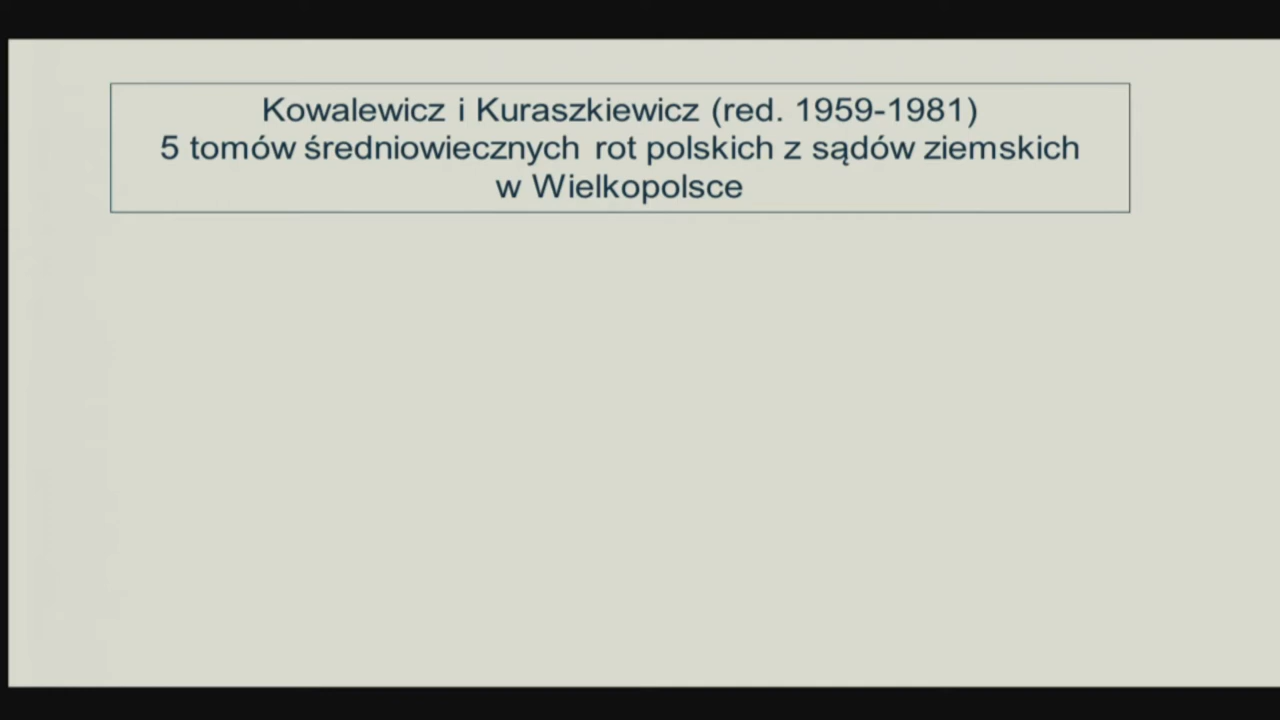 Kowalewicz i Kuraszkiewicz (red. 1959-1981)
5 tomów średniowiecznych rot polskich z sądów ziemskich
w Wielkopolsce